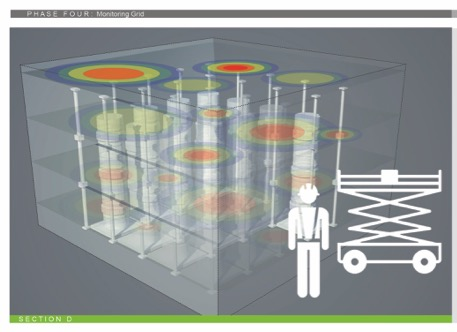 PHASE FOUR: Monitoring Grid
SECTION D